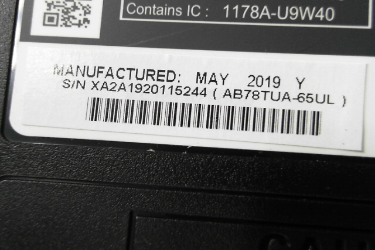 Contains IC : 1178A-U9W40
MANUFACTURED: MAY 2019 Y
S/N XA2A1920115244 ( AB78TUA-65UL )